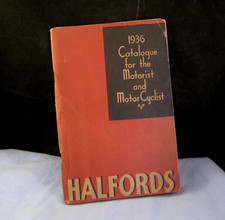 1936
Catalogue
for the
Motorist
and
MotorCyclist
HALFORDS